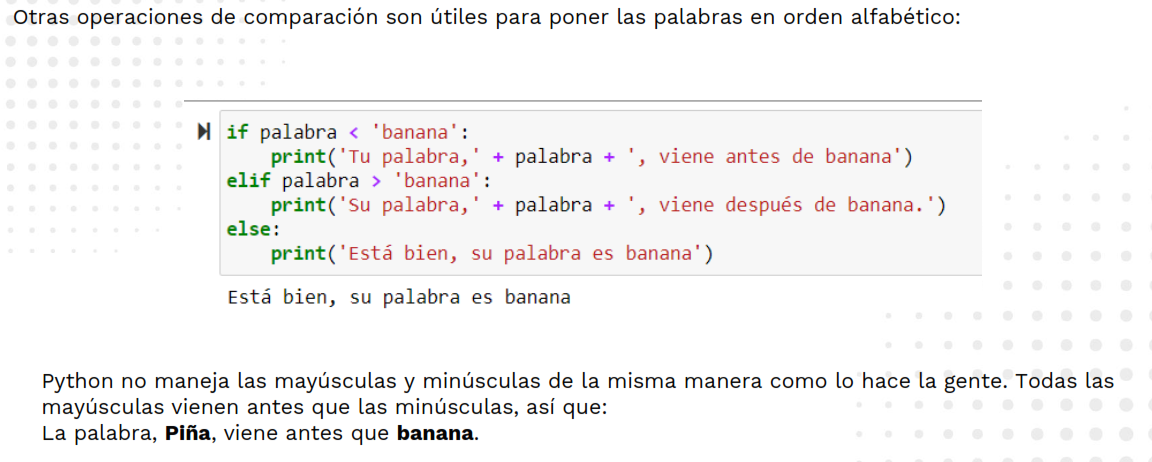 Otras operaciones de comparación son útiles para poner las palabras en orden alfabético:
if palabra < 'banana':
    print('Tu palabra,' + palabra + ', viene antes de banana')
elif palabra > 'banana':
    print('Su palabra,' + palabra + ', viene después de banana.')
else:
    print('Está bien, su palabra es banana')
Está bien, su palabra es banana
Python no maneja las mayúsculas y minúsculas de la misma manera como lo hace la gente. Todas las
mayúsculas vienen antes que las minúsculas, así que:
La palabra, Piña, viene antes que banana.